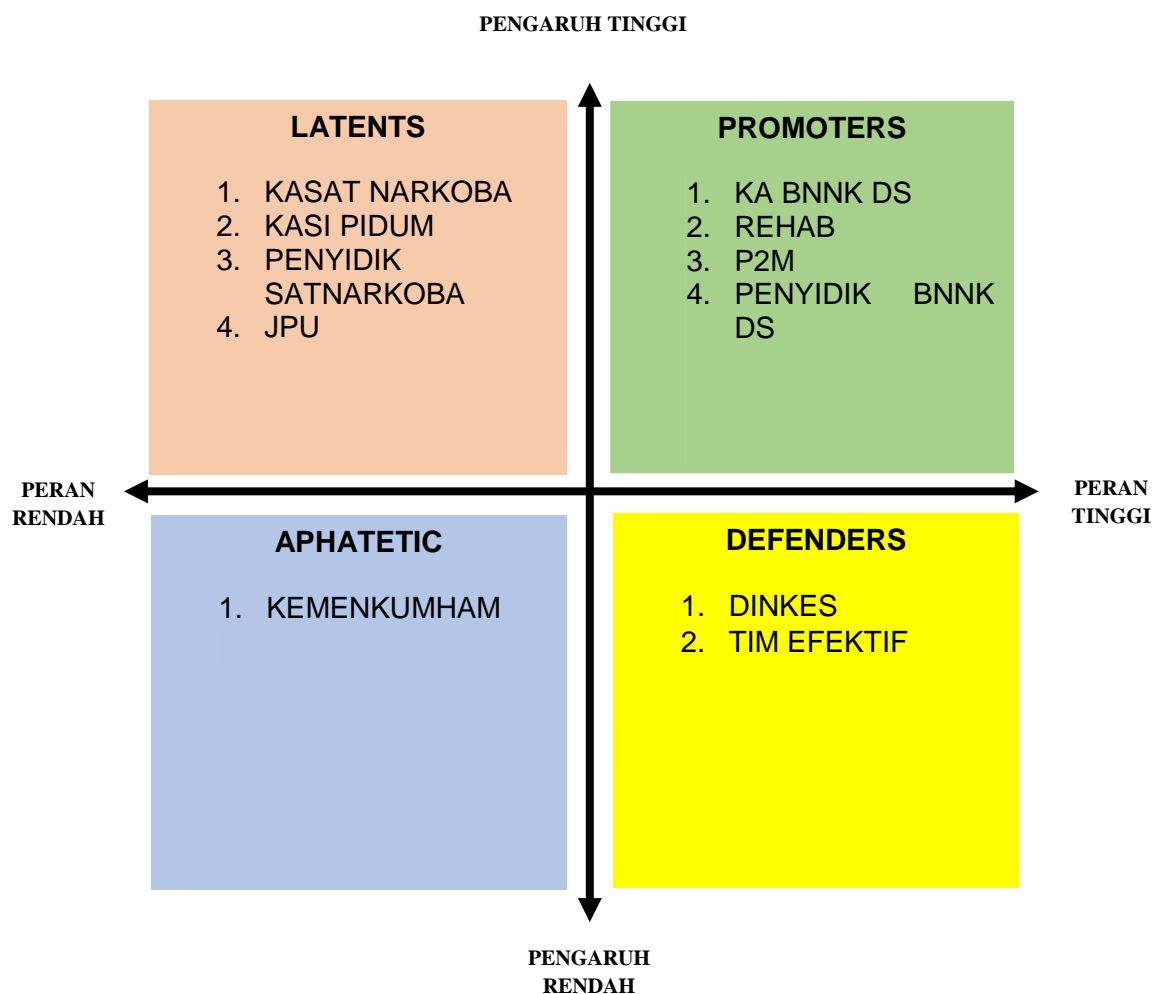 PENGARUH TINGGI
LATENTS
1. KASAT NARKOBA
2. KASI PIDUM
3. PENYIDIK
SATNARKOBA
4. JPU
PROMOTERS
1. KA BNNK DS
2. REHAB
3. P2M
4. PENYIDIK BNNK
DS
PERAN
RENDAH
PERAN
TINGGI
APHATETIC
1. KEMENKUMHAM
DEFENDERS
1. DINKES
2. TIM EFEKTIF
PENGARUH
RENDAH